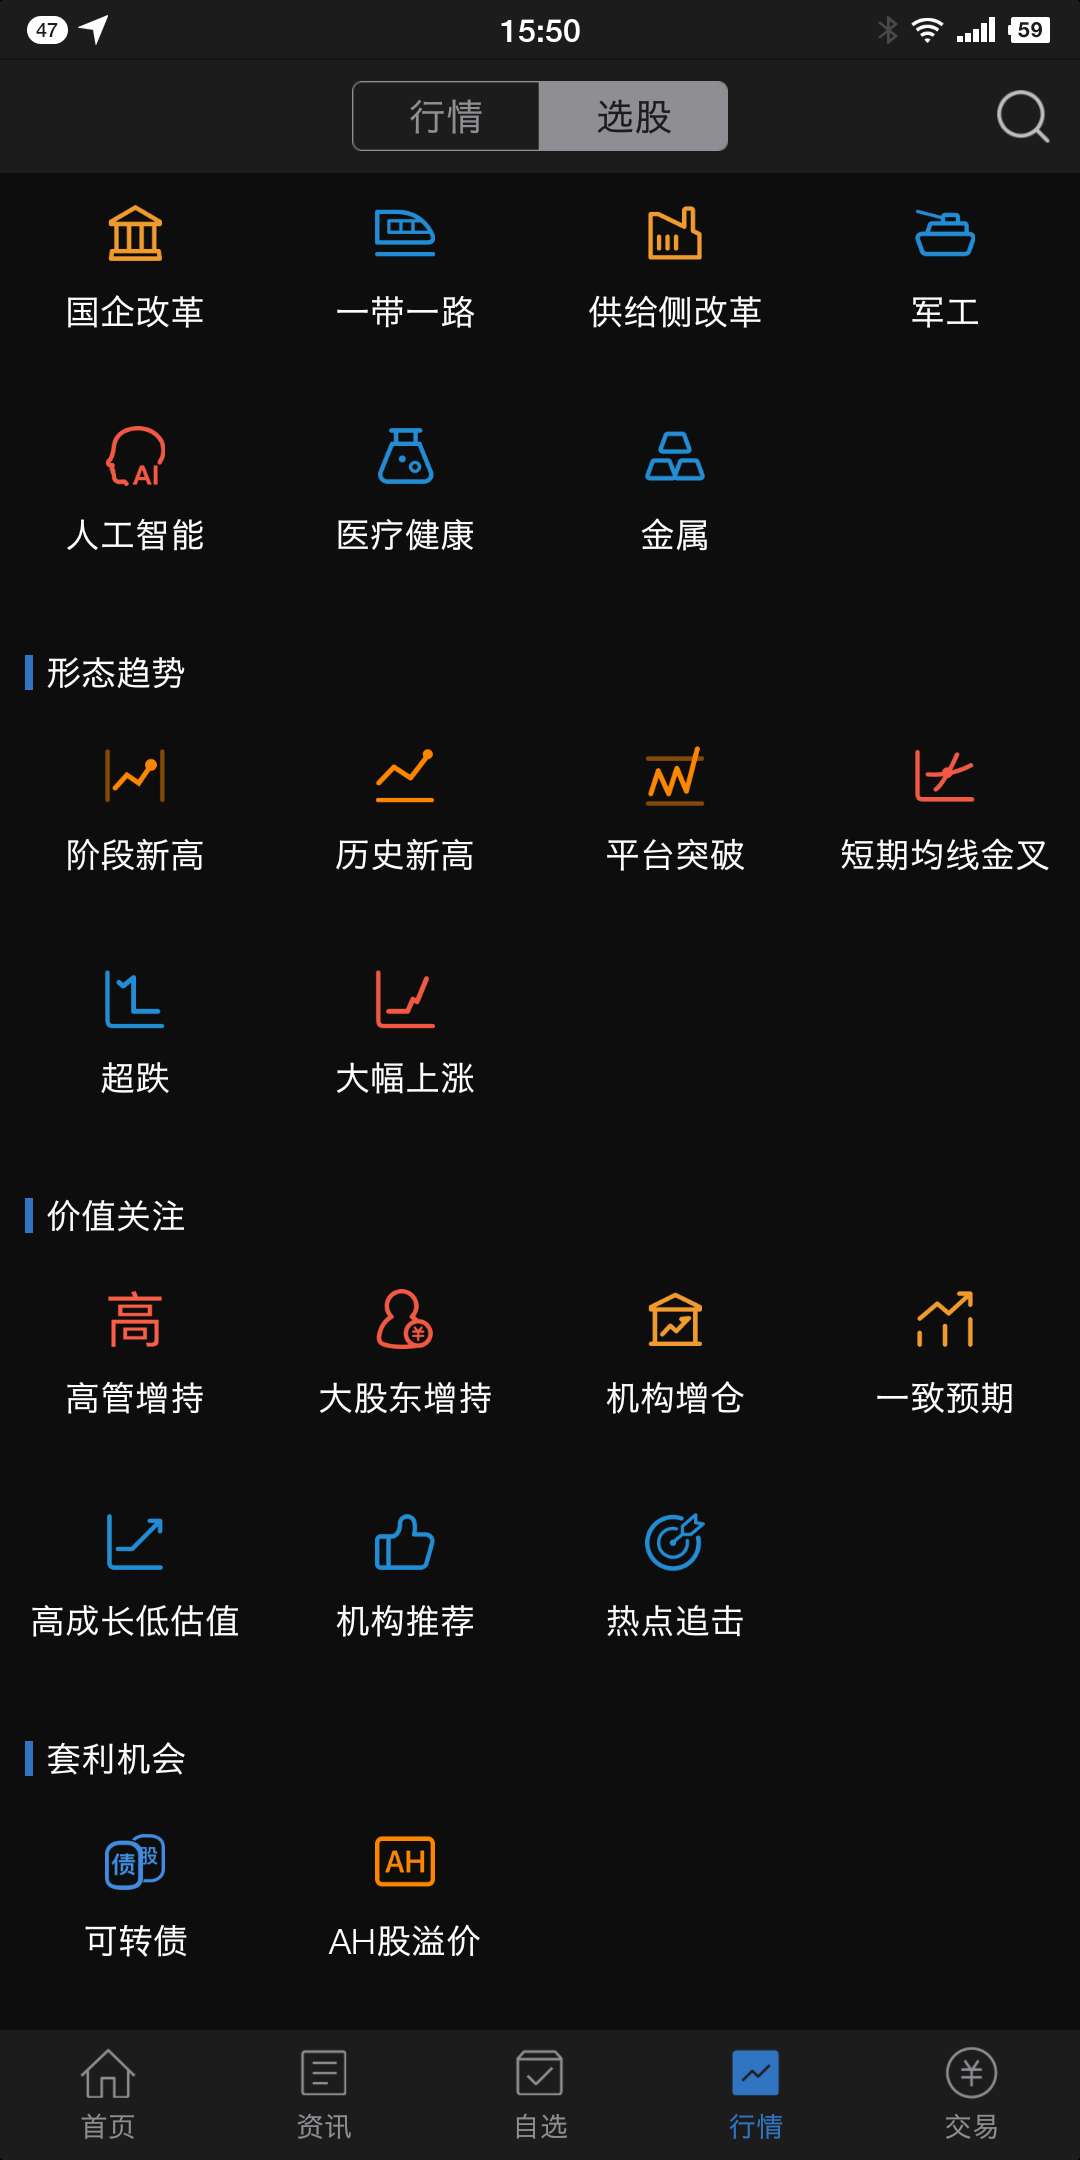 47 15:50 59
行情 选股
国企改革 一带一路 供给侧改革 军工
AI
人工智能 医疗健康 金属
形态趋势
阶段新高 历史新高 平台突破 短期均线金叉
超跌 大幅上涨
价值关注
高 ¥
高管增持 大股东增持 机构增仓 一致预期
高成长低估值 机构推荐 热点追击
套利机会
债 股 AH
可转债 AH股溢价
¥
首页 资讯 自选 行情 交易